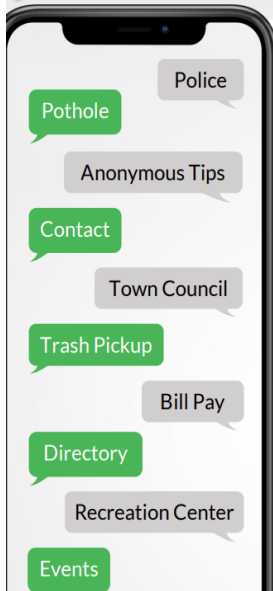 Police
Pothole
Anonymous Tips
Contact
Town Council
Trash Pickup
Bill Pay
Directory
Recreation Center
Events